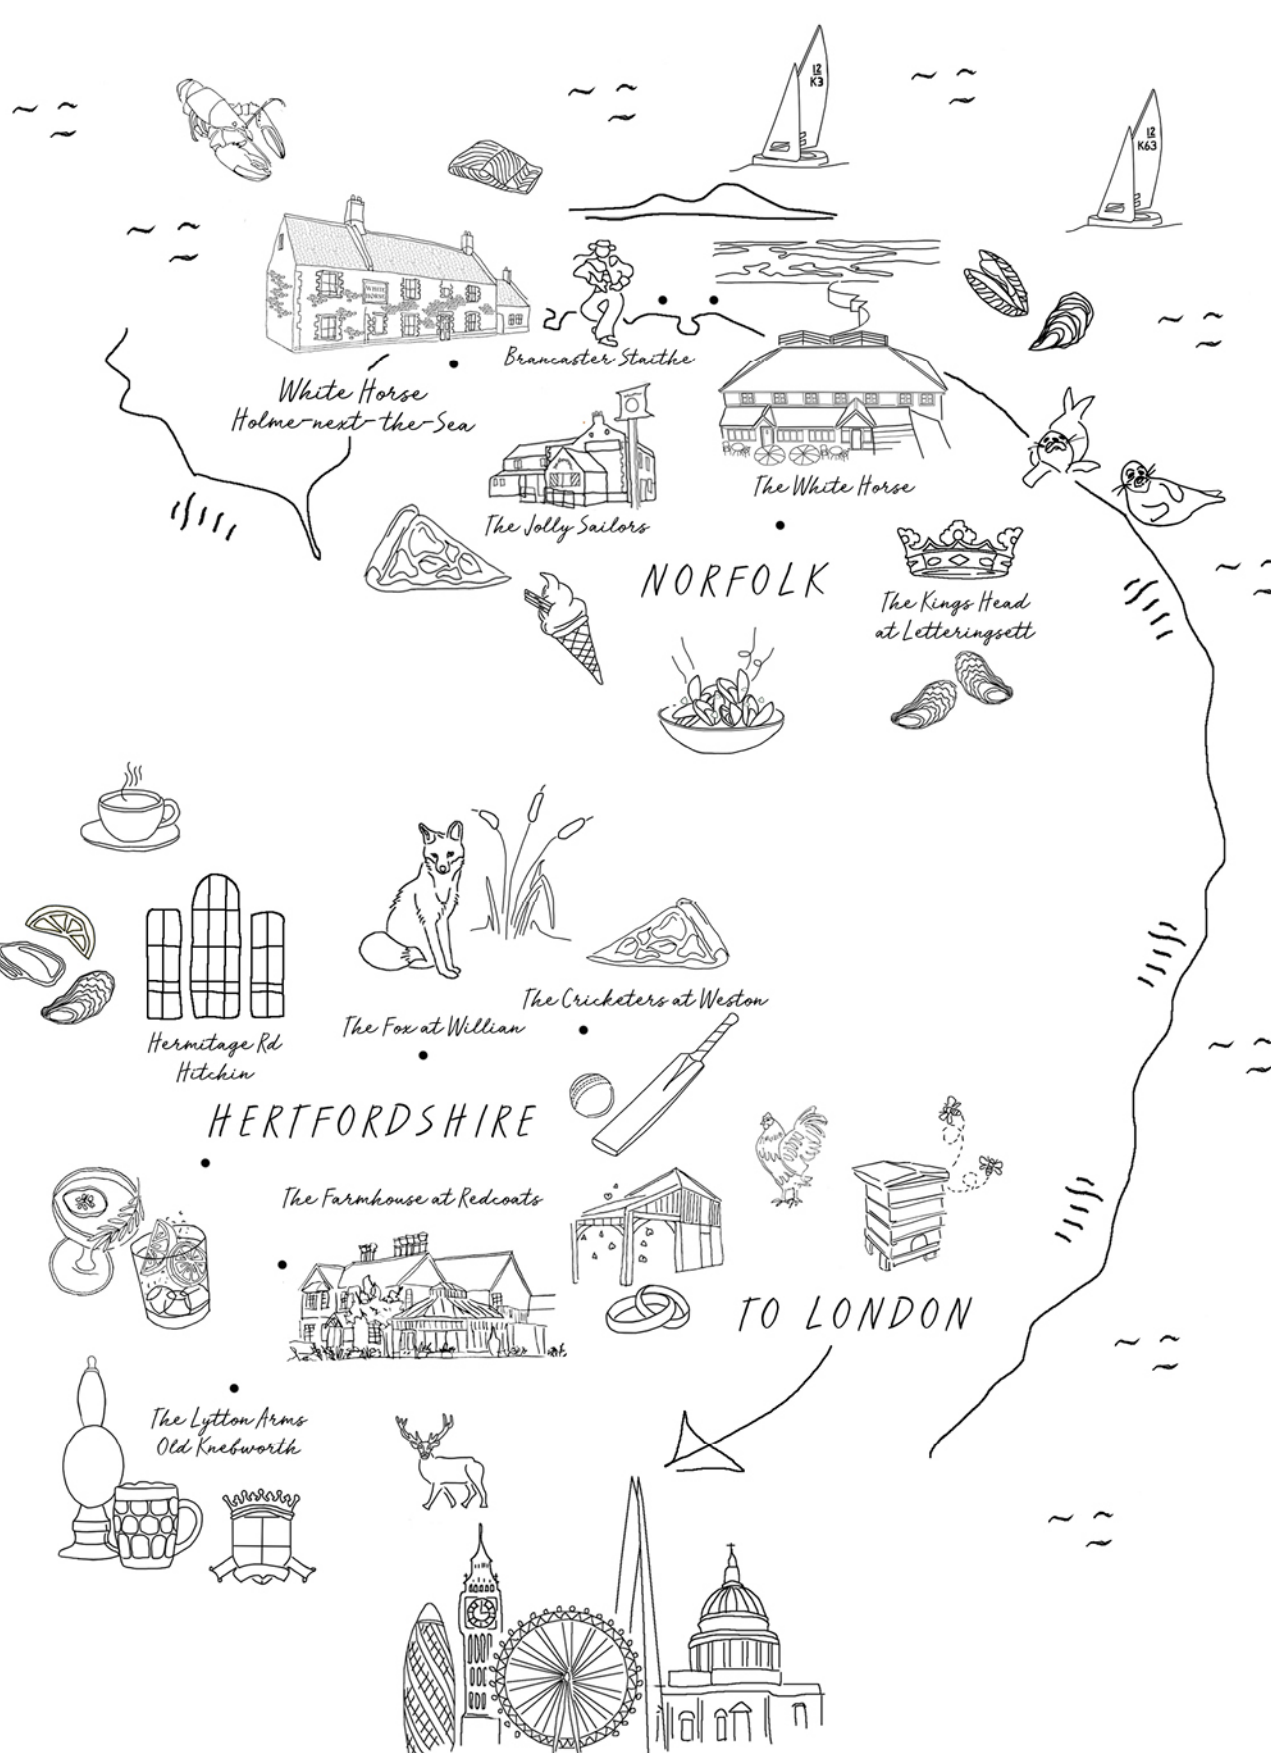 12
K3
12
K63
WHITE
HORSE
Brancaster Staithe
White Horse
Holme-next-the-Sea
The White Horse
The Jolly Sailors
NORFOLK
The Kings Head
at Letteringsett
The Cricketers at Weston
The Fox at Willian
Hermitage Rd
Hitchin
HERTFORDSHIRE
The Farmhouse at Redcoats
TO LONDON
The Lytton Arms
Old Knebworth